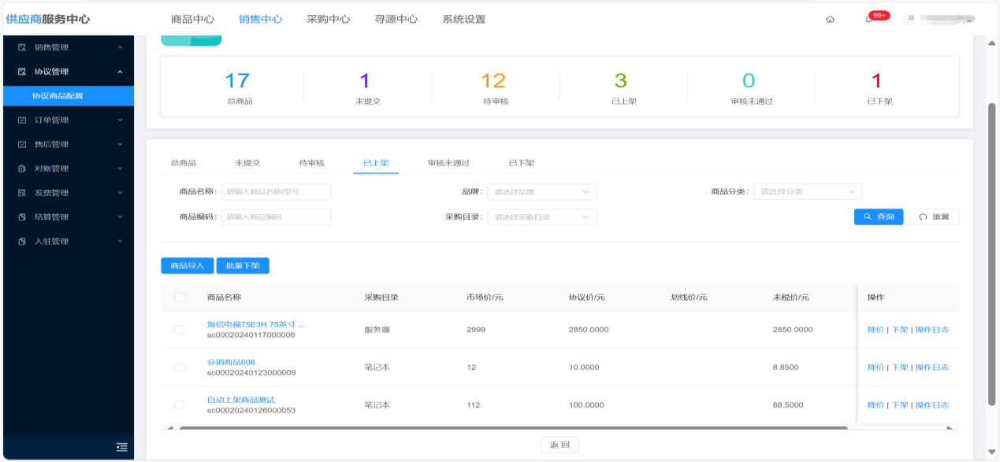 供应商服务中心 商品中心 销售中心 采购中心 寻源中心 系统设置 99+
销售管理
协议管理
协议商品配置
订单管理
售后管理
对账管理
发票管理
结算管理
入驻管理
17 1 12 3 0 1
总商品 未提交 待审核 已上架 审核未通过 已下架
总商品 未提交 待审核 已上架 审核未通过 已下架
商品名称: 请输入商品名称/型号 品牌: 请选择品牌 商品分类: 请选择分类
商品编码: 请输入商品编码 采购目录: 请选择采购目录 查询 重置
商品导入 批量下架
商品名称 采购目录 市场价/元 协议价/元 划线价/元 未税价/元 操作
海信电视75E3H 75英寸 ...
sc00020240117000006 服务器 2999 2850.0000 2850.0000 降价 | 下架 | 操作日志
分销商品008
sc00020240123000009 笔记本 12 10.0000 8.8500 降价 | 下架 | 操作日志
自动上架商品测试
sc00020240126000053 笔记本 112 100.0000 88.5000 降价 | 下架 | 操作日志
返 回